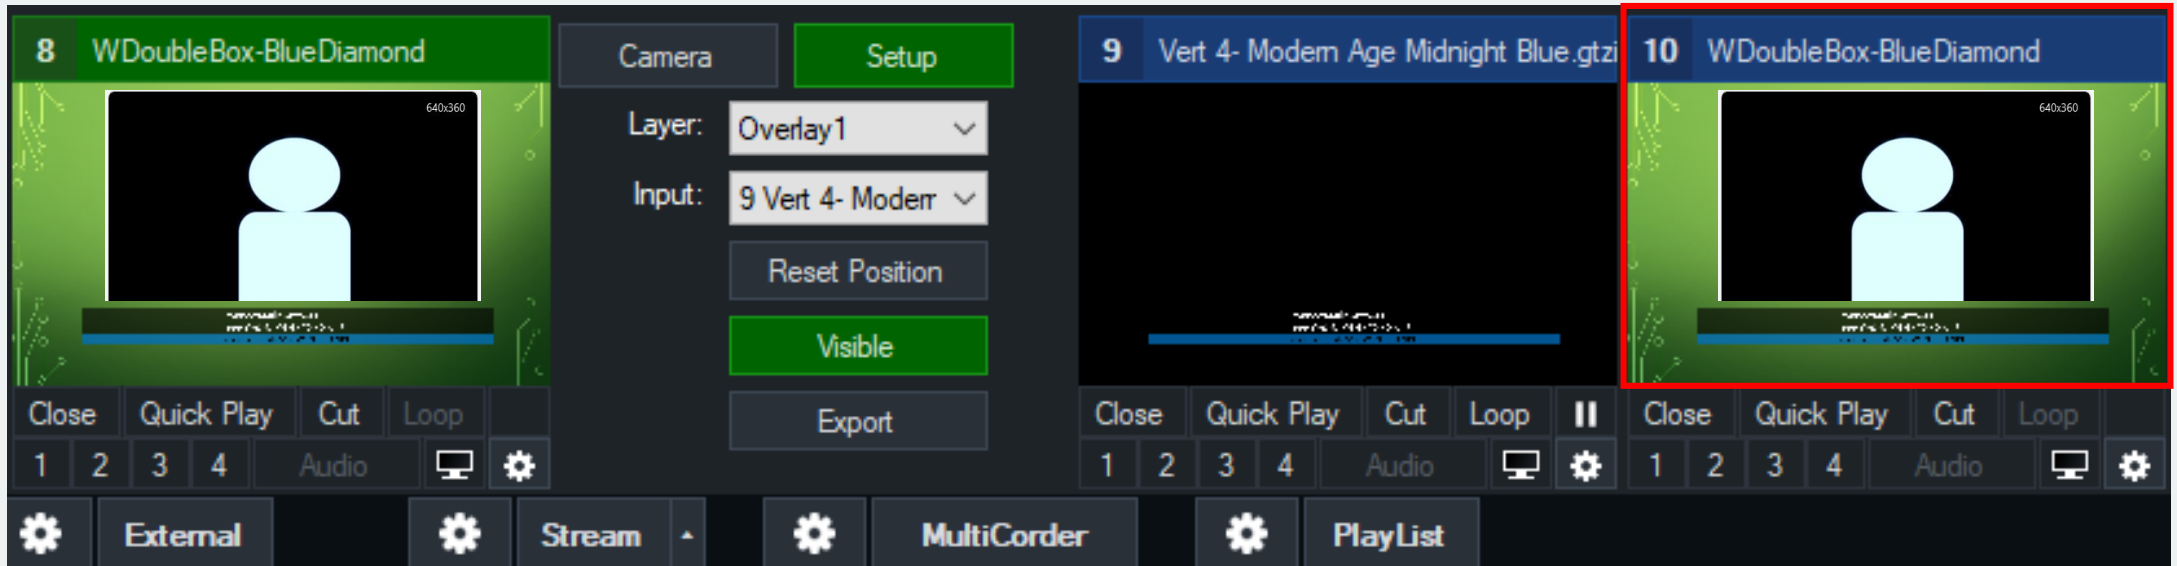 8 WDoubleBox-BlueDiamond
640x360
Close Quick Play Cut Loop
1 2 3 4 Audio
Camera Setup
Layer: Overlay1
Input: 9 Vert 4- Modern
Reset Position
Visible
Export
9 Vert 4- Modern Age Midnight Blue.gtzi
Close Quick Play Cut Loop
1 2 3 4 Audio
10 WDoubleBox-BlueDiamond
640x360
Close Quick Play Cut Loop
1 2 3 4 Audio
External Stream MultiCorder PlayList